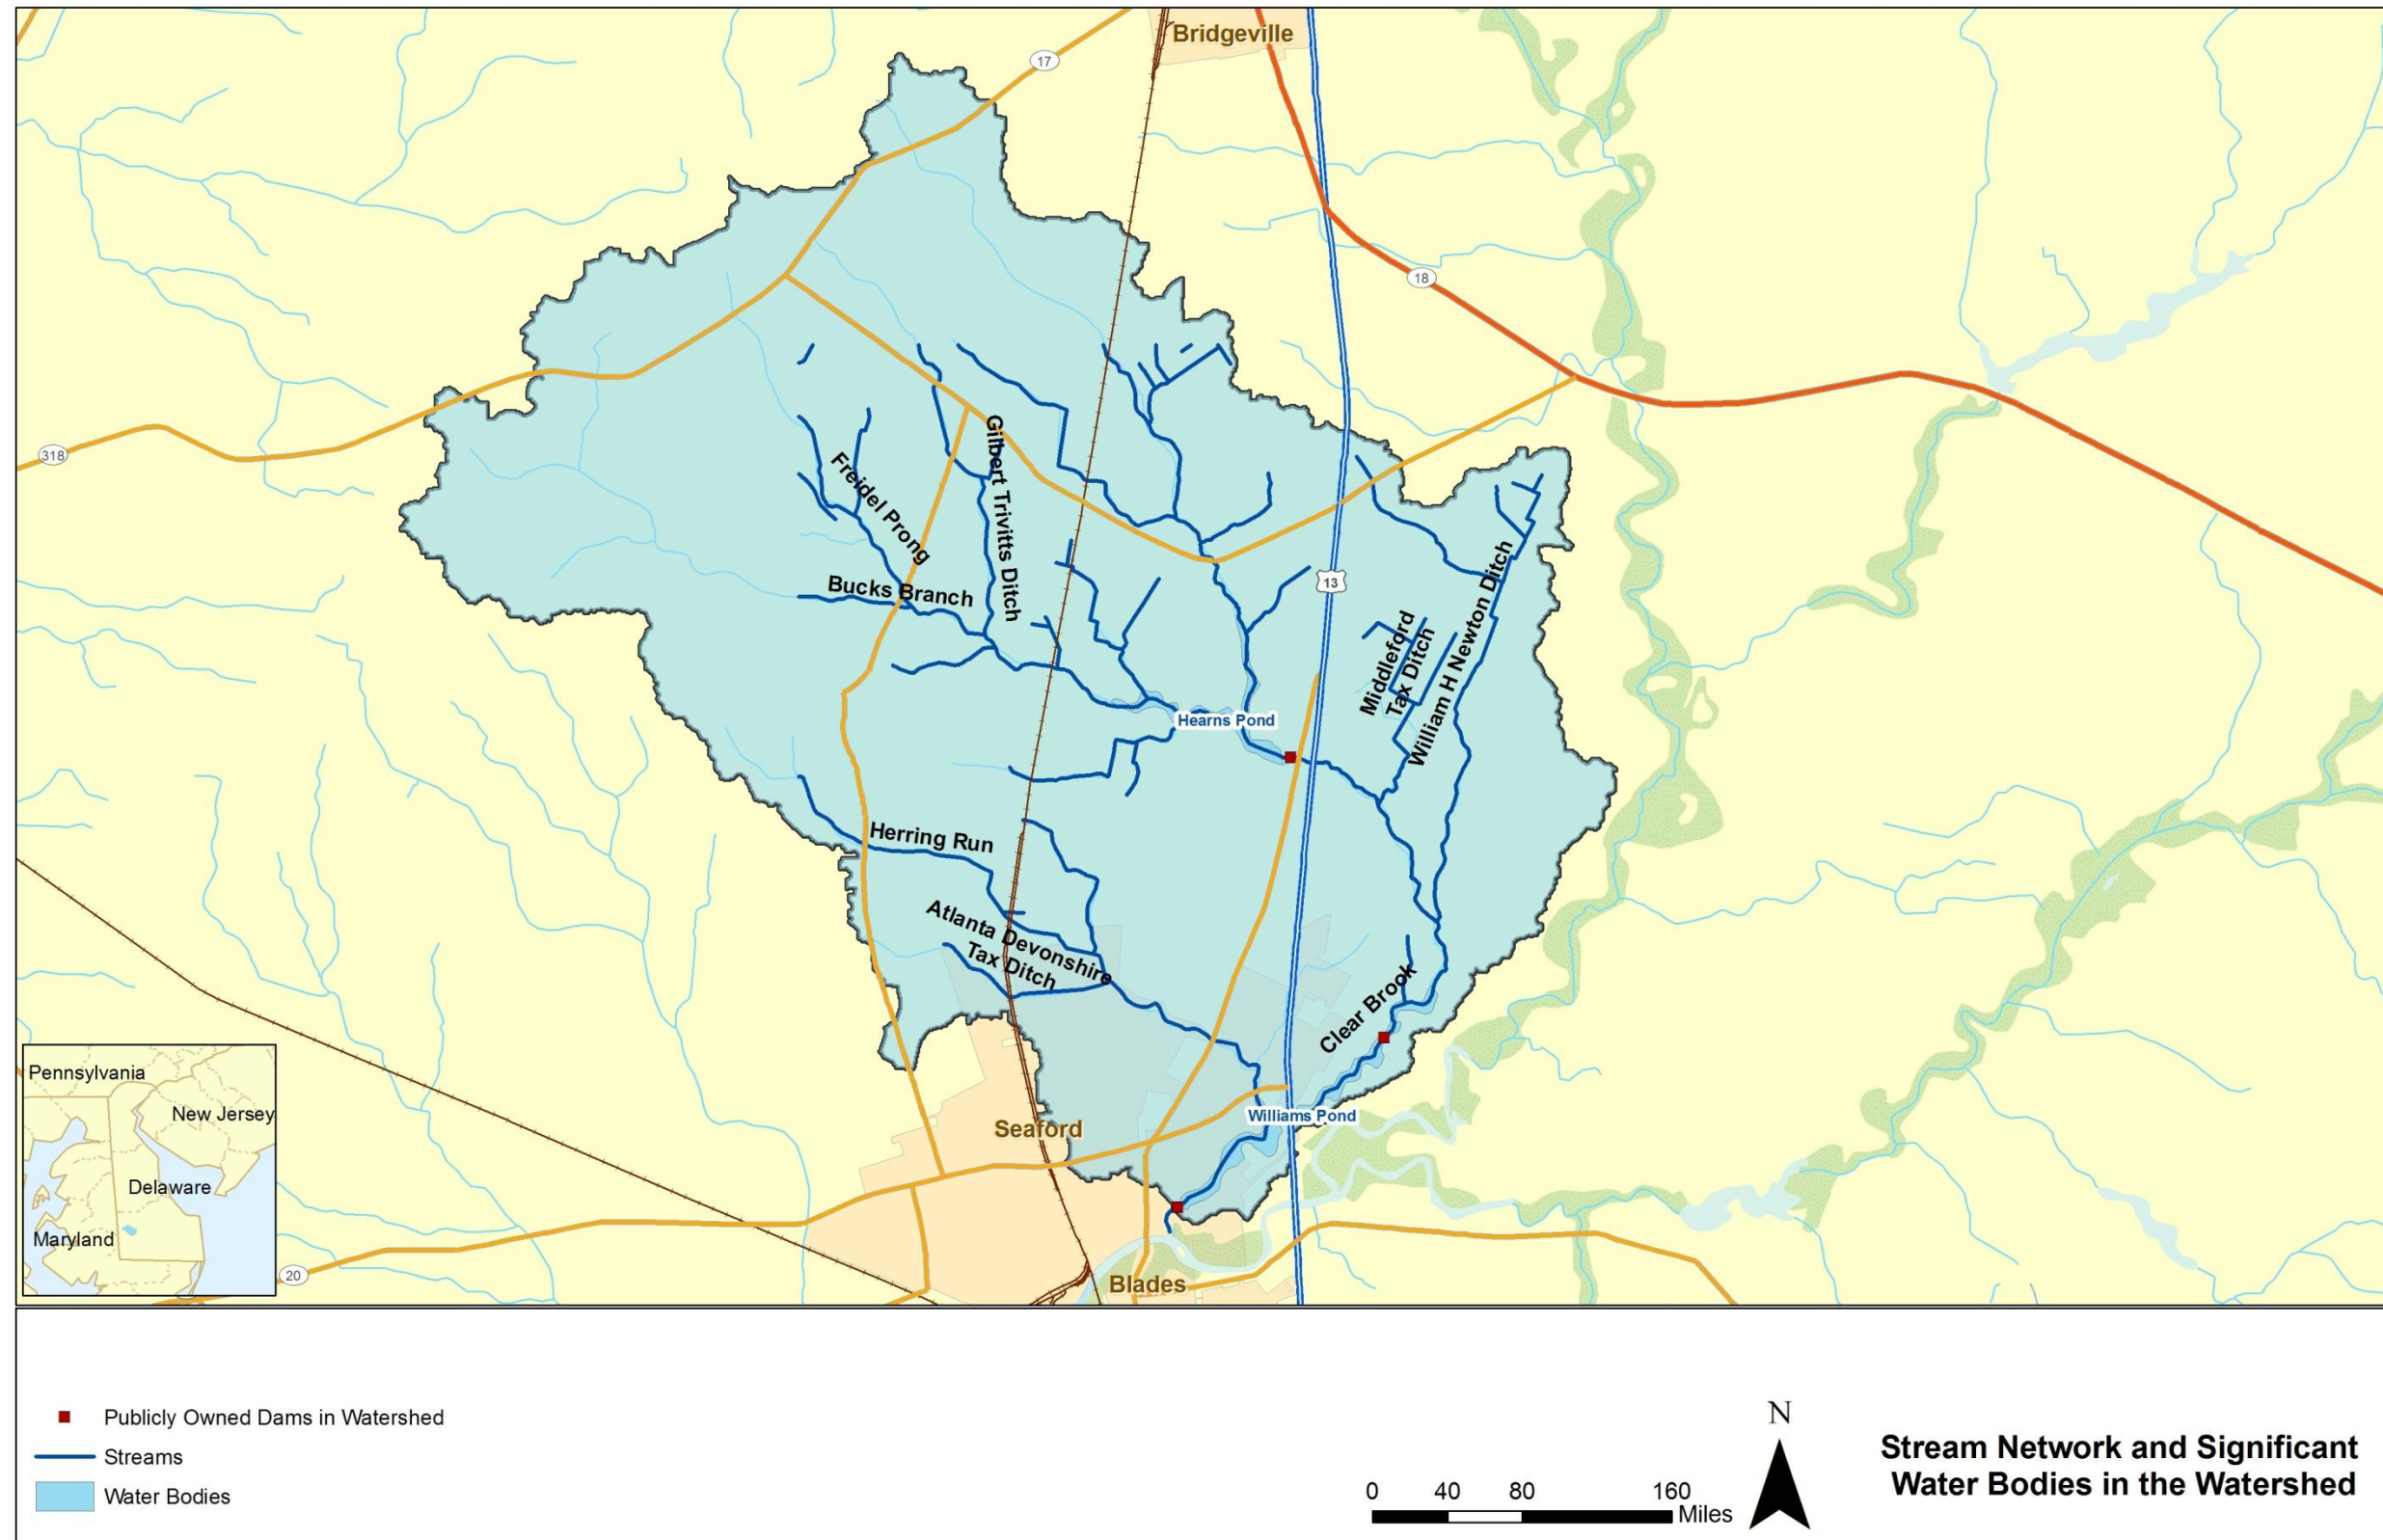 Bridgeville
17
18
318
Gilbert Trivitts Ditch
Freidel Prong
Bucks Branch
13
Middleford
Tax Ditch
William H Newton Ditch
Hearns Pond
Herring Run
Atlanta Devonshire
Tax Ditch
Clear Brook
Williams Pond
Seaford
Blades
20
Pennsylvania
New Jersey
Delaware
Maryland
Publicly Owned Dams in Watershed
Streams
Water Bodies
0 40 80 160
Miles
N
Stream Network and Significant
Water Bodies in the Watershed